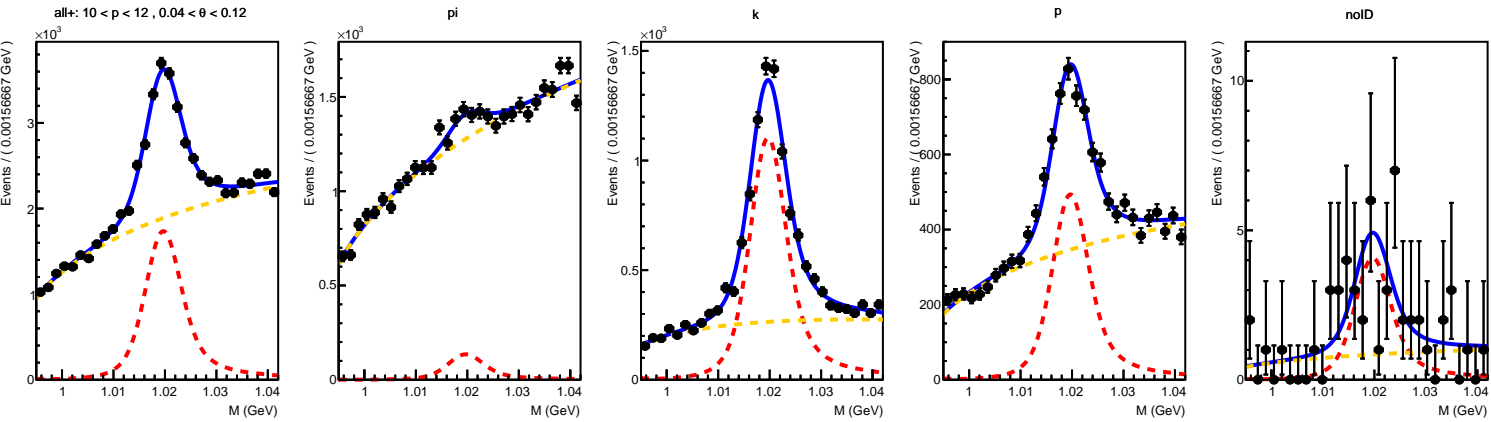 all+: 10 < p < 12 , 0.04 < θ < 0.12
×10³
Events / ( 0.00156667 GeV )
3
2
1
0
1 1.01 1.02 1.03 1.04
M (GeV)
pi
×10³
Events / ( 0.00156667 GeV )
1.5
1
0.5
0
1 1.01 1.02 1.03 1.04
M (GeV)
k
×10³
Events / ( 0.00156667 GeV )
1.5
1
0.5
0
1 1.01 1.02 1.03 1.04
M (GeV)
p
Events / ( 0.00156667 GeV )
800
600
400
200
0
1 1.01 1.02 1.03 1.04
M (GeV)
noID
Events / ( 0.00156667 GeV )
10
5
0
1 1.01 1.02 1.03 1.04
M (GeV)